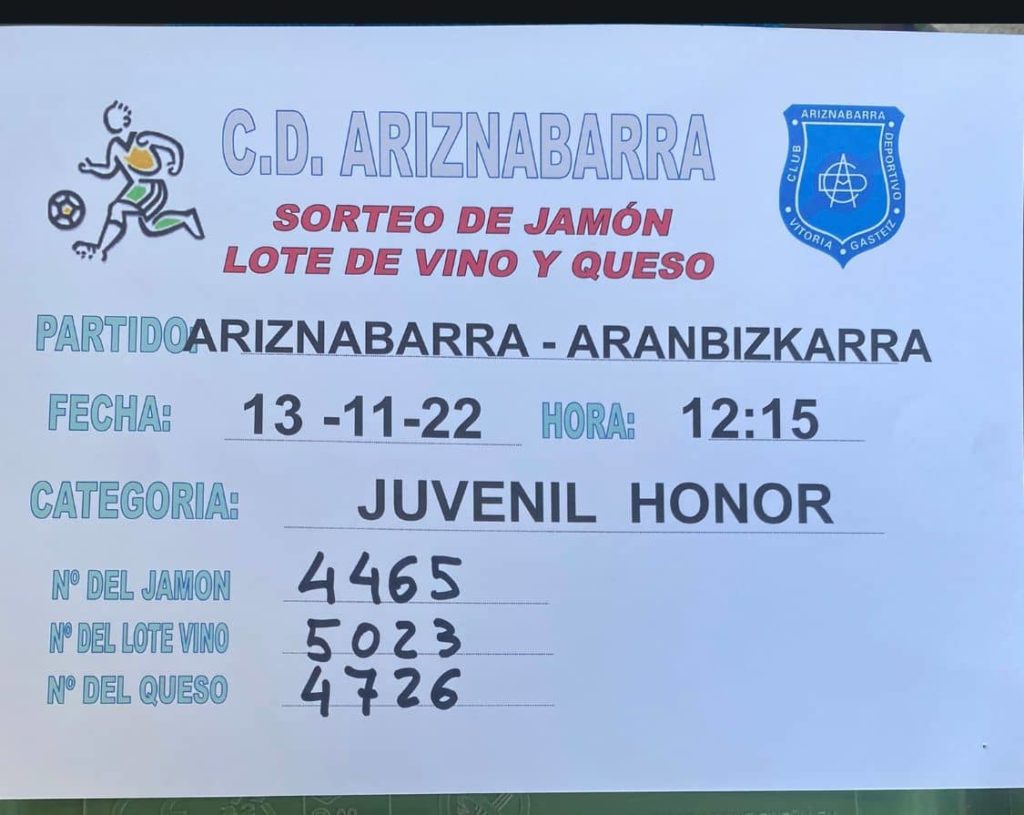 C.D. ARIZNABARRA
SORTEO DE JAMÓN
LOTE DE VINO Y QUESO
ARIZNABARRA
CLUB
DEPORTIVO
VITORIA
GASTEIZ
PARTIDO: ARIZNABARRA - ARANBIZKARRA
FECHA: 13 -11-22 HORA: 12:15
CATEGORIA: JUVENIL HONOR
Nº DEL JAMON 4465
Nº DEL LOTE VINO 5023
Nº DEL QUESO 4726